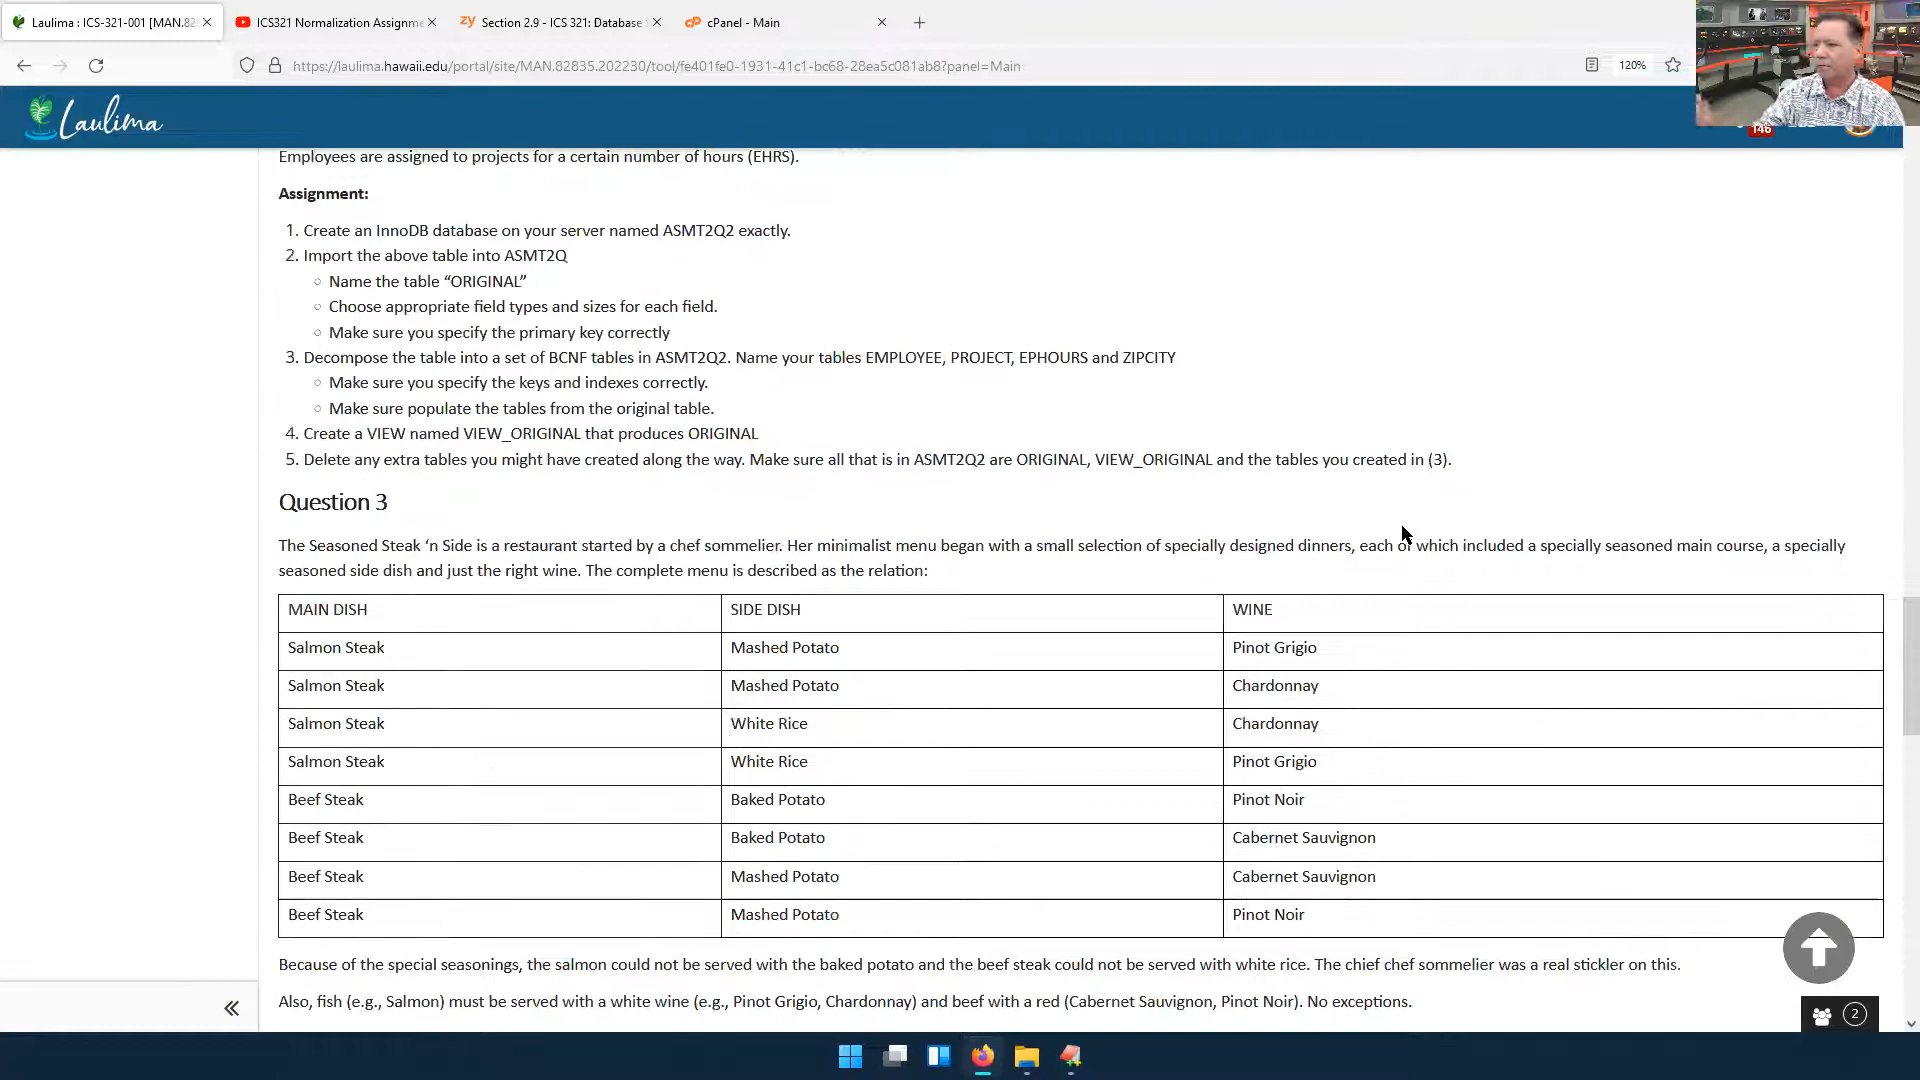 Laulima : ICS-321-001 [MAN.82
ICS321 Normalization Assignm
zy Section 2.9 - ICS 321: Database
cP cPanel - Main
https://laulima.hawaii.edu/portal/site/MAN.82835.202230/tool/fe401fe0-1931-41c1-bc68-28ea5c081ab8?panel=Main
120%
Laulima
146
Employees are assigned to projects for a certain number of hours (EHRS).
Assignment:
1. Create an InnoDB database on your server named ASMT2Q2 exactly.
2. Import the above table into ASMT2Q
○ Name the table “ORIGINAL”
○ Choose appropriate field types and sizes for each field.
○ Make sure you specify the primary key correctly
3. Decompose the table into a set of BCNF tables in ASMT2Q2. Name your tables EMPLOYEE, PROJECT, EPHOURS and ZIPCITY
○ Make sure you specify the keys and indexes correctly.
○ Make sure populate the tables from the original table.
4. Create a VIEW named VIEW_ORIGINAL that produces ORIGINAL
5. Delete any extra tables you might have created along the way. Make sure all that is in ASMT2Q2 are ORIGINAL, VIEW_ORIGINAL and the tables you created in (3).
Question 3
The Seasoned Steak ‘n Side is a restaurant started by a chef sommelier. Her minimalist menu began with a small selection of specially designed dinners, each of which included a specially seasoned main course, a specially
seasoned side dish and just the right wine. The complete menu is described as the relation:
MAIN DISH SIDE DISH WINE
Salmon Steak Mashed Potato Pinot Grigio
Salmon Steak Mashed Potato Chardonnay
Salmon Steak White Rice Chardonnay
Salmon Steak White Rice Pinot Grigio
Beef Steak Baked Potato Pinot Noir
Beef Steak Baked Potato Cabernet Sauvignon
Beef Steak Mashed Potato Cabernet Sauvignon
Beef Steak Mashed Potato Pinot Noir
Because of the special seasonings, the salmon could not be served with the baked potato and the beef steak could not be served with white rice. The chief chef sommelier was a real stickler on this.
Also, fish (e.g., Salmon) must be served with a white wine (e.g., Pinot Grigio, Chardonnay) and beef with a red (Cabernet Sauvignon, Pinot Noir). No exceptions.
2